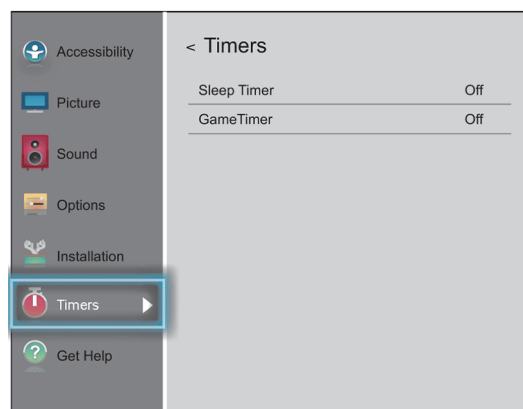 Accessibility
Picture
Sound
Options
Installation
Timers
Get Help
< Timers
Sleep Timer Off
GameTimer Off